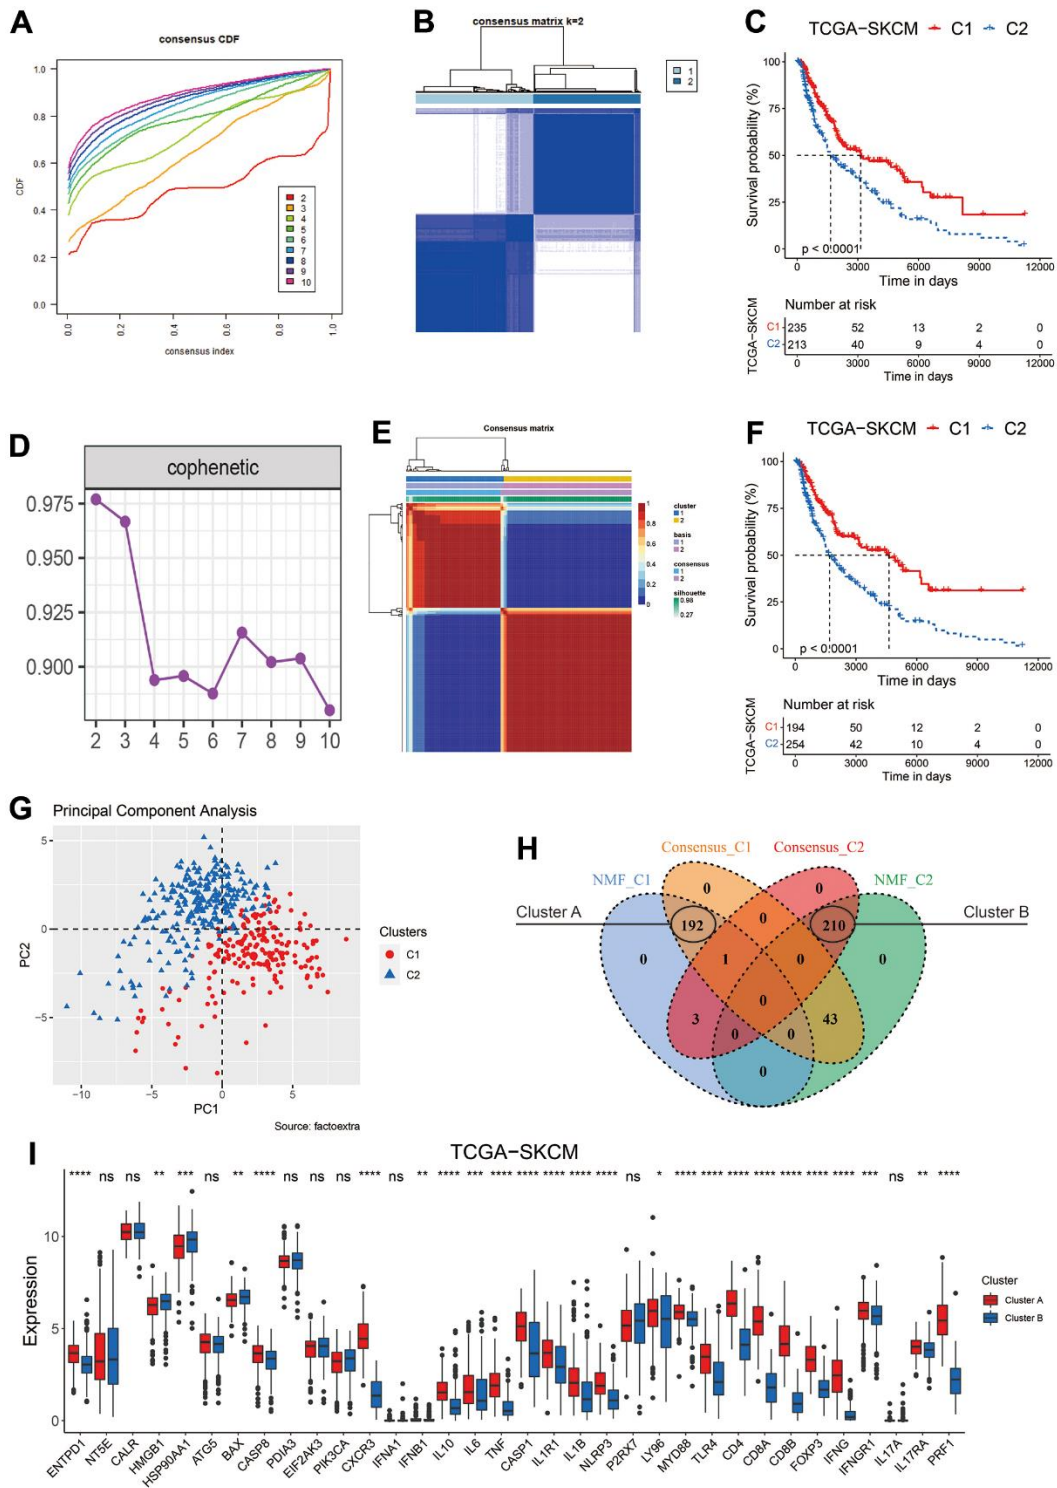 A
consensus CDF
1.0
0.8
0.6
0.4
0.2
0.0
CDF
2
3
4
5
6
7
8
9
10
0.0 0.2 0.4 0.6 0.8 1.0
consensus index
B
consensus matrix k=2
1
2
C
TCGA−SKCM C1 C2
Survival probability (%)
100
75
50
25
0
p < 0.0001
0 3000 6000 9000 12000
Time in days
Number at risk
TCGA−SKCM
C1 235 52 13 2 0
C2 213 40 9 4 0
0 3000 6000 9000 12000
Time in days
D
cophenetic
0.975
0.950
0.925
0.900
2 3 4 5 6 7 8 9 10
E
Consensus matrix
1
0.8
0.6
0.4
0.2
0
cluster
1
2
basis
1
2
consensus
1
2
silhouette
0.98
0.27
F
TCGA−SKCM C1 C2
Survival probability (%)
100
75
50
25
0
p < 0.0001
0 3000 6000 9000 12000
Time in days
Number at risk
TCGA−SKCM
C1 194 50 12 2 0
C2 254 42 10 4 0
0 3000 6000 9000 12000
Time in days
G
Principal Component Analysis
5
0
−5
PC2
−10 −5 0 5
PC1
Clusters
C1
C2
Source: factoextra
H
Consensus_C1 Consensus_C2
NMF_C1 NMF_C2
Cluster A Cluster B
0 0
192 0 210
0 1 0 0
0
3 0 0 43
0
I
TCGA−SKCM
**** ns ns ** *** ns ** **** ns ns ns **** ns ** **** *** **** **** **** **** **** ns * **** **** **** **** **** **** **** *** ns ** ****
Expression
10
5
0
Cluster
Cluster A
Cluster B
ENTPD1 NT5E CALR HMGB1 HSP90AA1 ATG5 BAX CASP8 PDIA3 EIF2AK3 PIK3CA CXCR3 IFNA1 IFNB1 IL10 IL6 TNF CASP1 IL1R1 IL1B NLRP3 P2RX7 LY96 MYD88 TLR4 CD4 CD8A CD8B FOXP3 IFNG IFNGR1 IL17A IL17RA PRF1